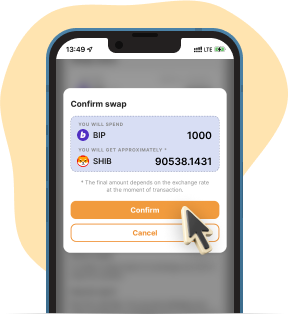 13:49
LTE
Confirm swap
YOU WILL SPEND
BIP 1000
YOU WILL GET APPROXIMATELY *
SHIB 90538.1431
* The final amount depends on the exchange rate
at the moment of transaction.
Confirm
Cancel